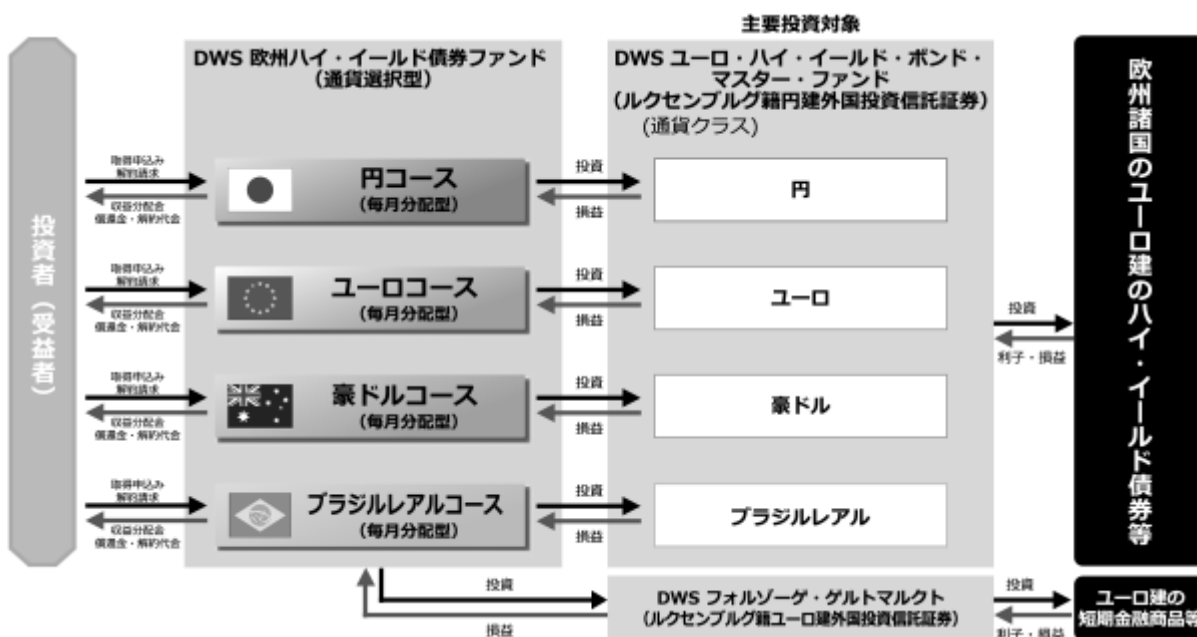 主要投資対象
DWS 欧州ハイ・イールド債券ファンド
（通貨選択型）
DWS ユーロ・ハイ・イールド・ボンド・
マスター・ファンド
（ルクセンブルグ籍円建外国投資信託証券）
(通貨クラス)
投資者（受益者）
取得申込み
解約請求
収益分配金
償還金・解約代金
円コース
（毎月分配型）
投資
損益
円
取得申込み
解約請求
収益分配金
償還金・解約代金
ユーロコース
（毎月分配型）
投資
損益
ユーロ
取得申込み
解約請求
収益分配金
償還金・解約代金
豪ドルコース
（毎月分配型）
投資
損益
豪ドル
取得申込み
解約請求
収益分配金
償還金・解約代金
ブラジルレアルコース
（毎月分配型）
投資
損益
ブラジルレアル
投資
利子・損益
欧州諸国のユーロ建のハイ・イールド債券等
投資
損益
DWS フォルゾーゲ・ゲルトマルクト
（ルクセンブルグ籍ユーロ建外国投資信託証券）
投資
利子・損益
ユーロ建の
短期金融商品等